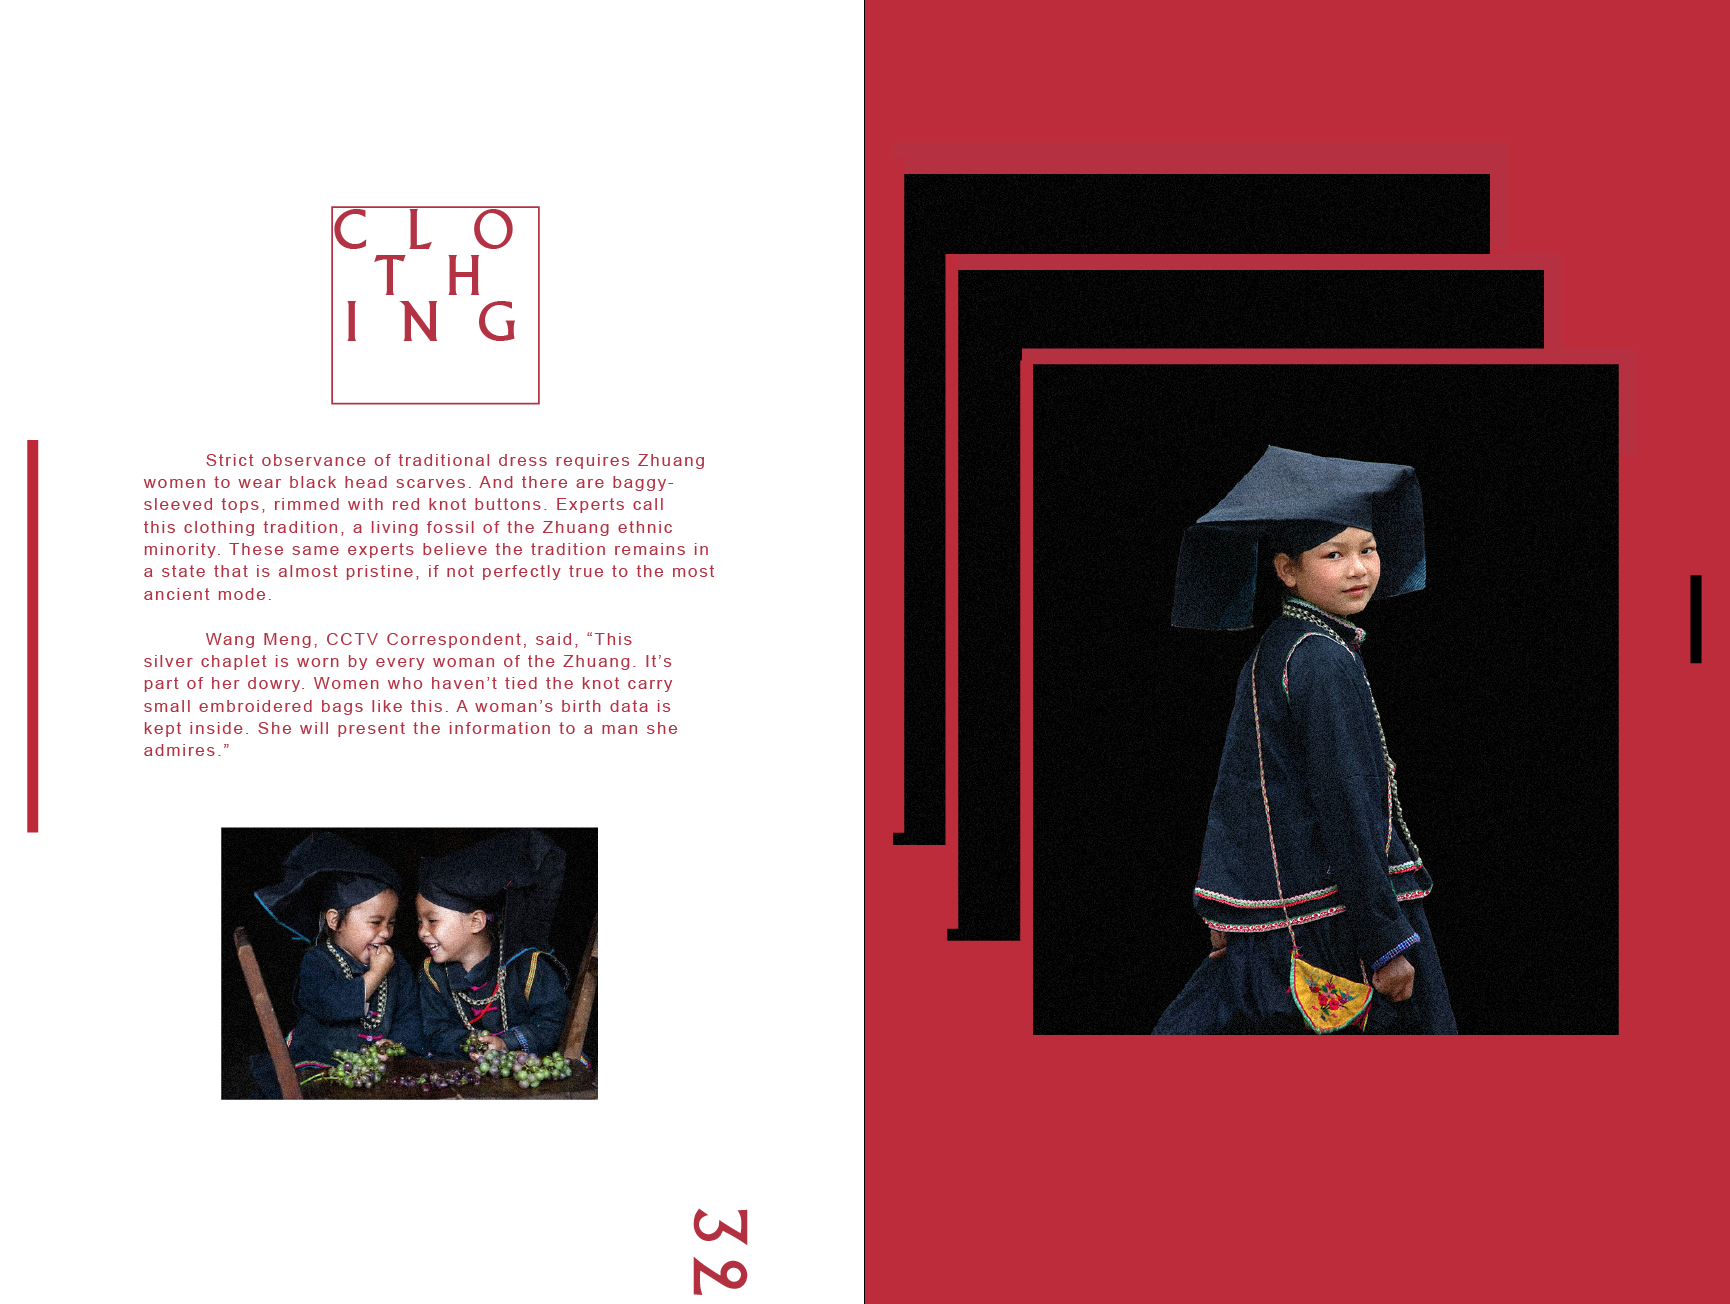 C L O
T H
I N G
Strict observance of traditional dress requires Zhuang
women to wear black head scarves. And there are baggy-
sleeved tops, rimmed with red knot buttons. Experts call
this clothing tradition, a living fossil of the Zhuang ethnic
minority. These same experts believe the tradition remains in
a state that is almost pristine, if not perfectly true to the most
ancient mode.
Wang Meng, CCTV Correspondent, said, “This
silver chaplet is worn by every woman of the Zhuang. It’s
part of her dowry. Women who haven’t tied the knot carry
small embroidered bags like this. A woman’s birth data is
kept inside. She will present the information to a man she
admires.”
32